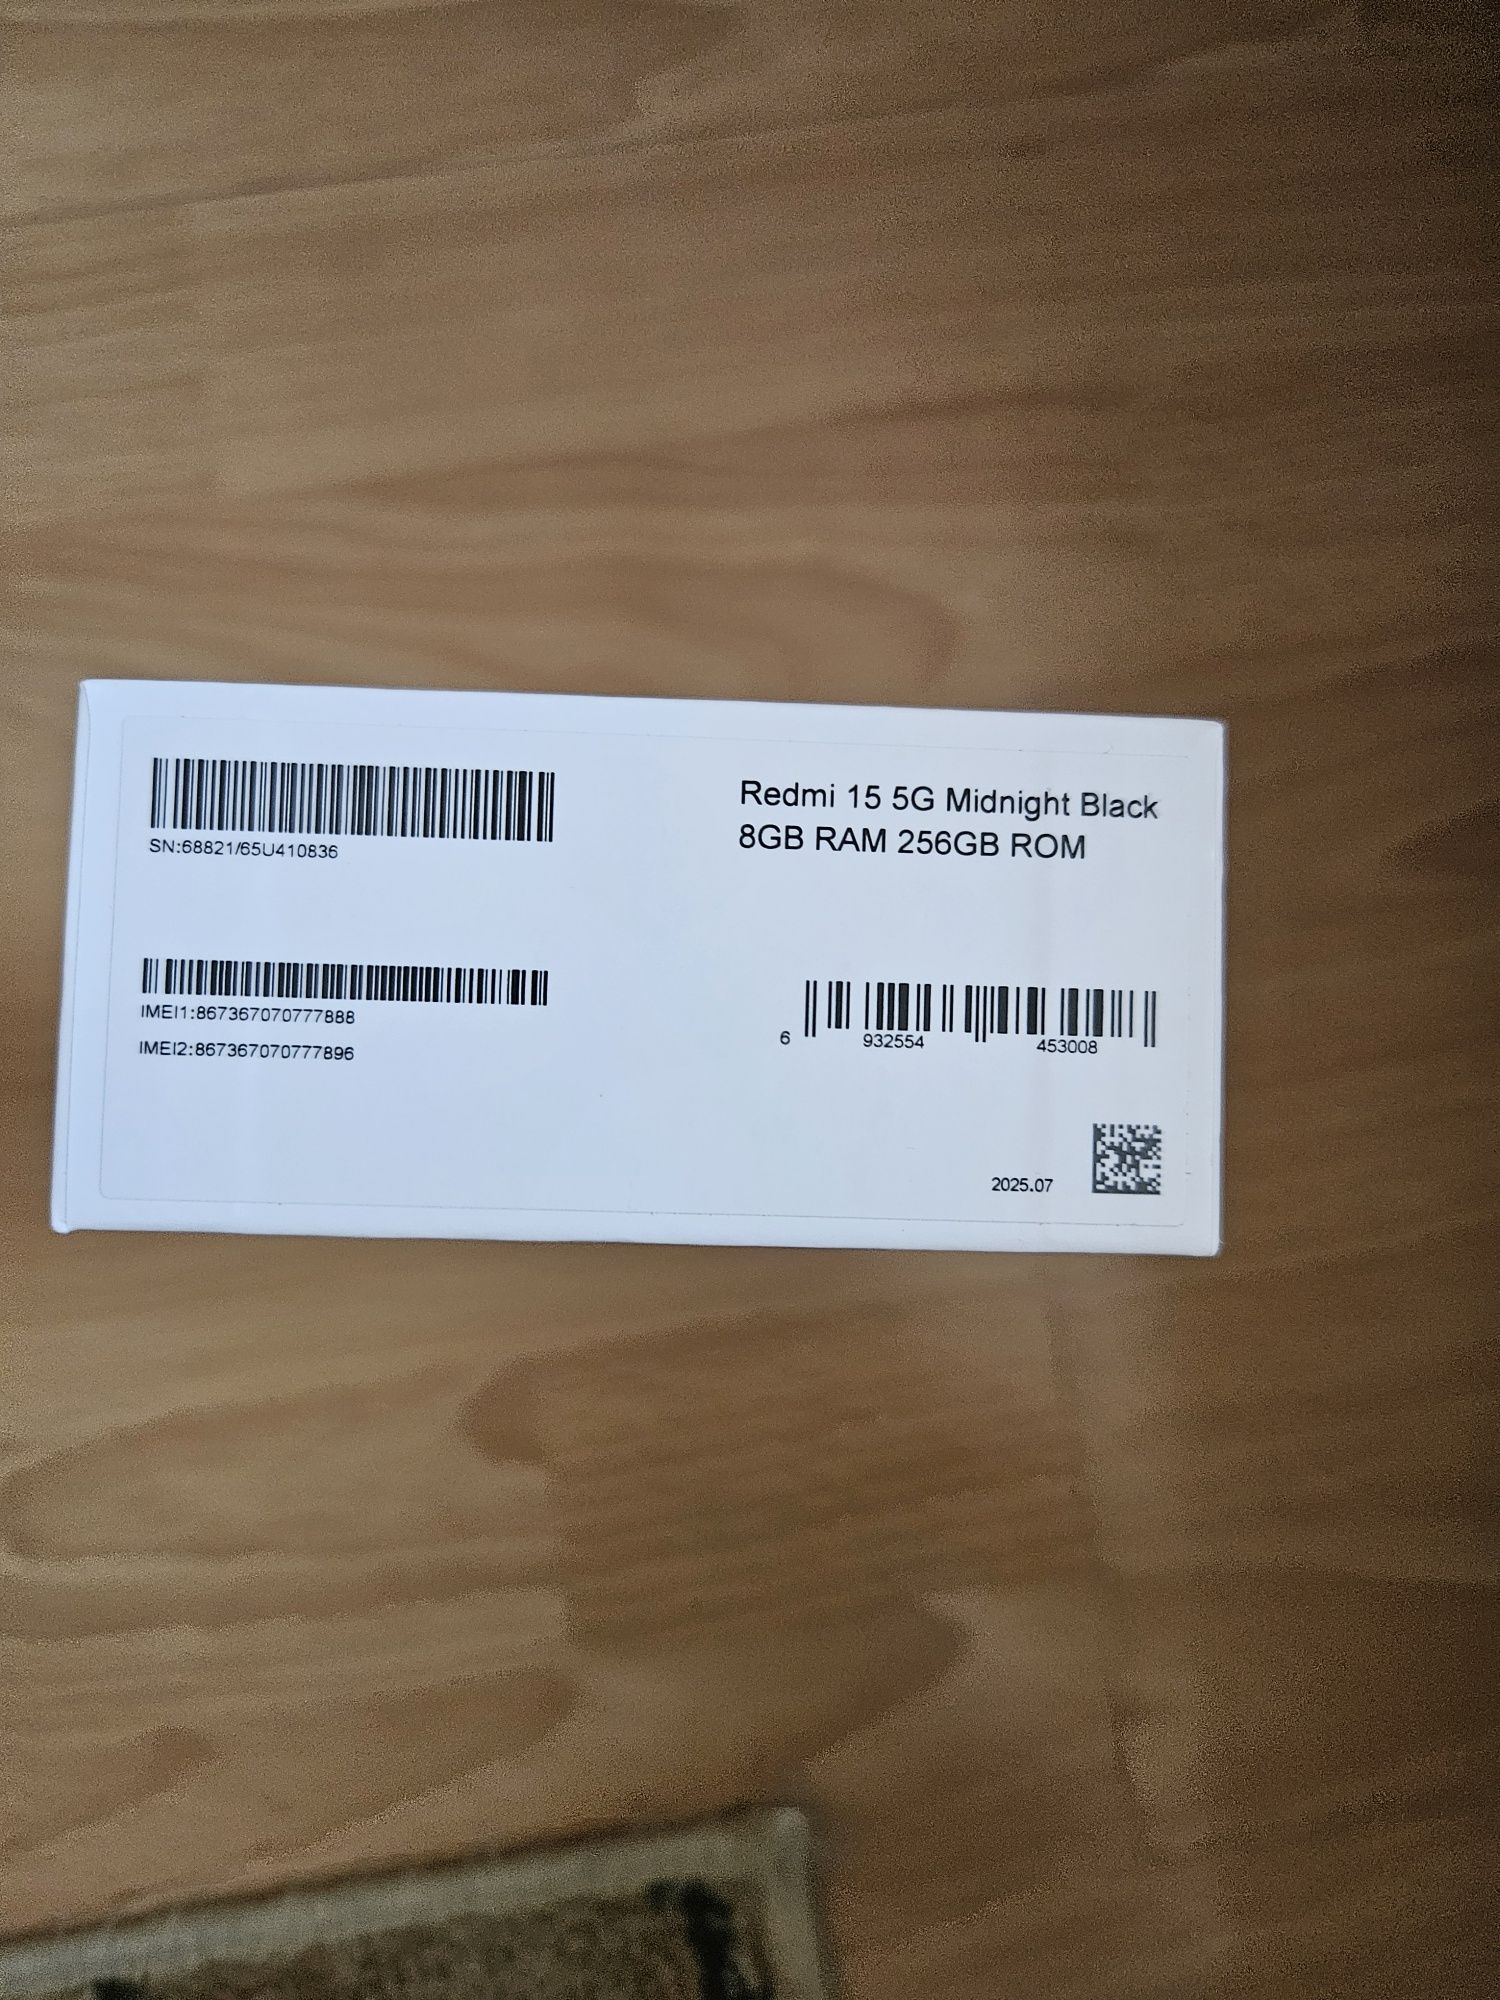 SN:68821/65U410836
Redmi 15 5G Midnight Black
8GB RAM 256GB ROM
IMEI1:867367070777888
IMEI2:867367070777896
6 932554 453008
2025.07